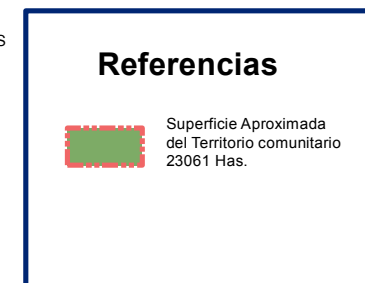 S
Referencias
Superficie Aproximada
del Territorio comunitario
23061 Has.